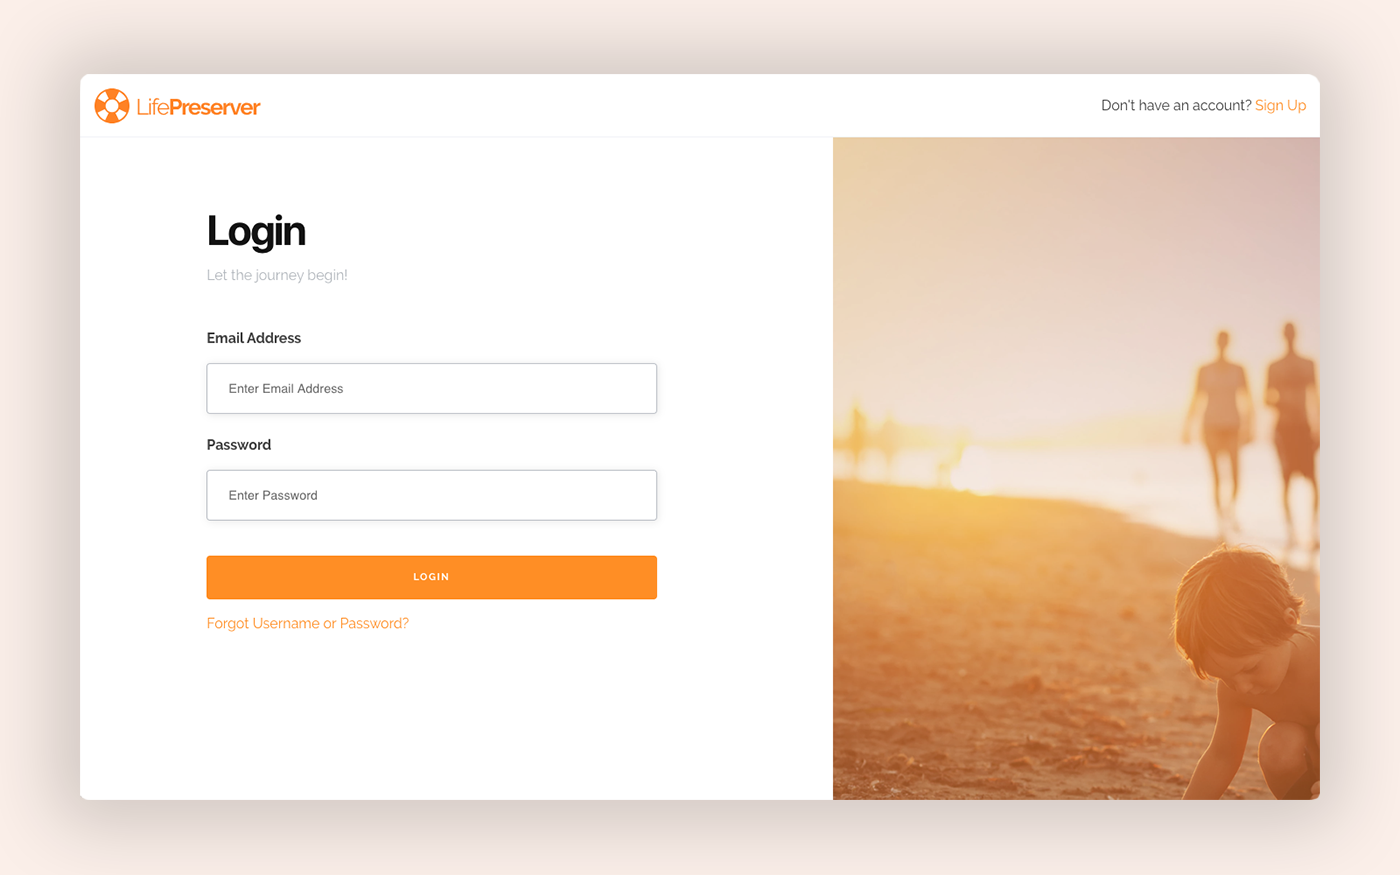 LifePreserver
Don't have an account? Sign Up
Login
Let the journey begin!
Email Address
Enter Email Address
Password
Enter Password
LOGIN
Forgot Username or Password?